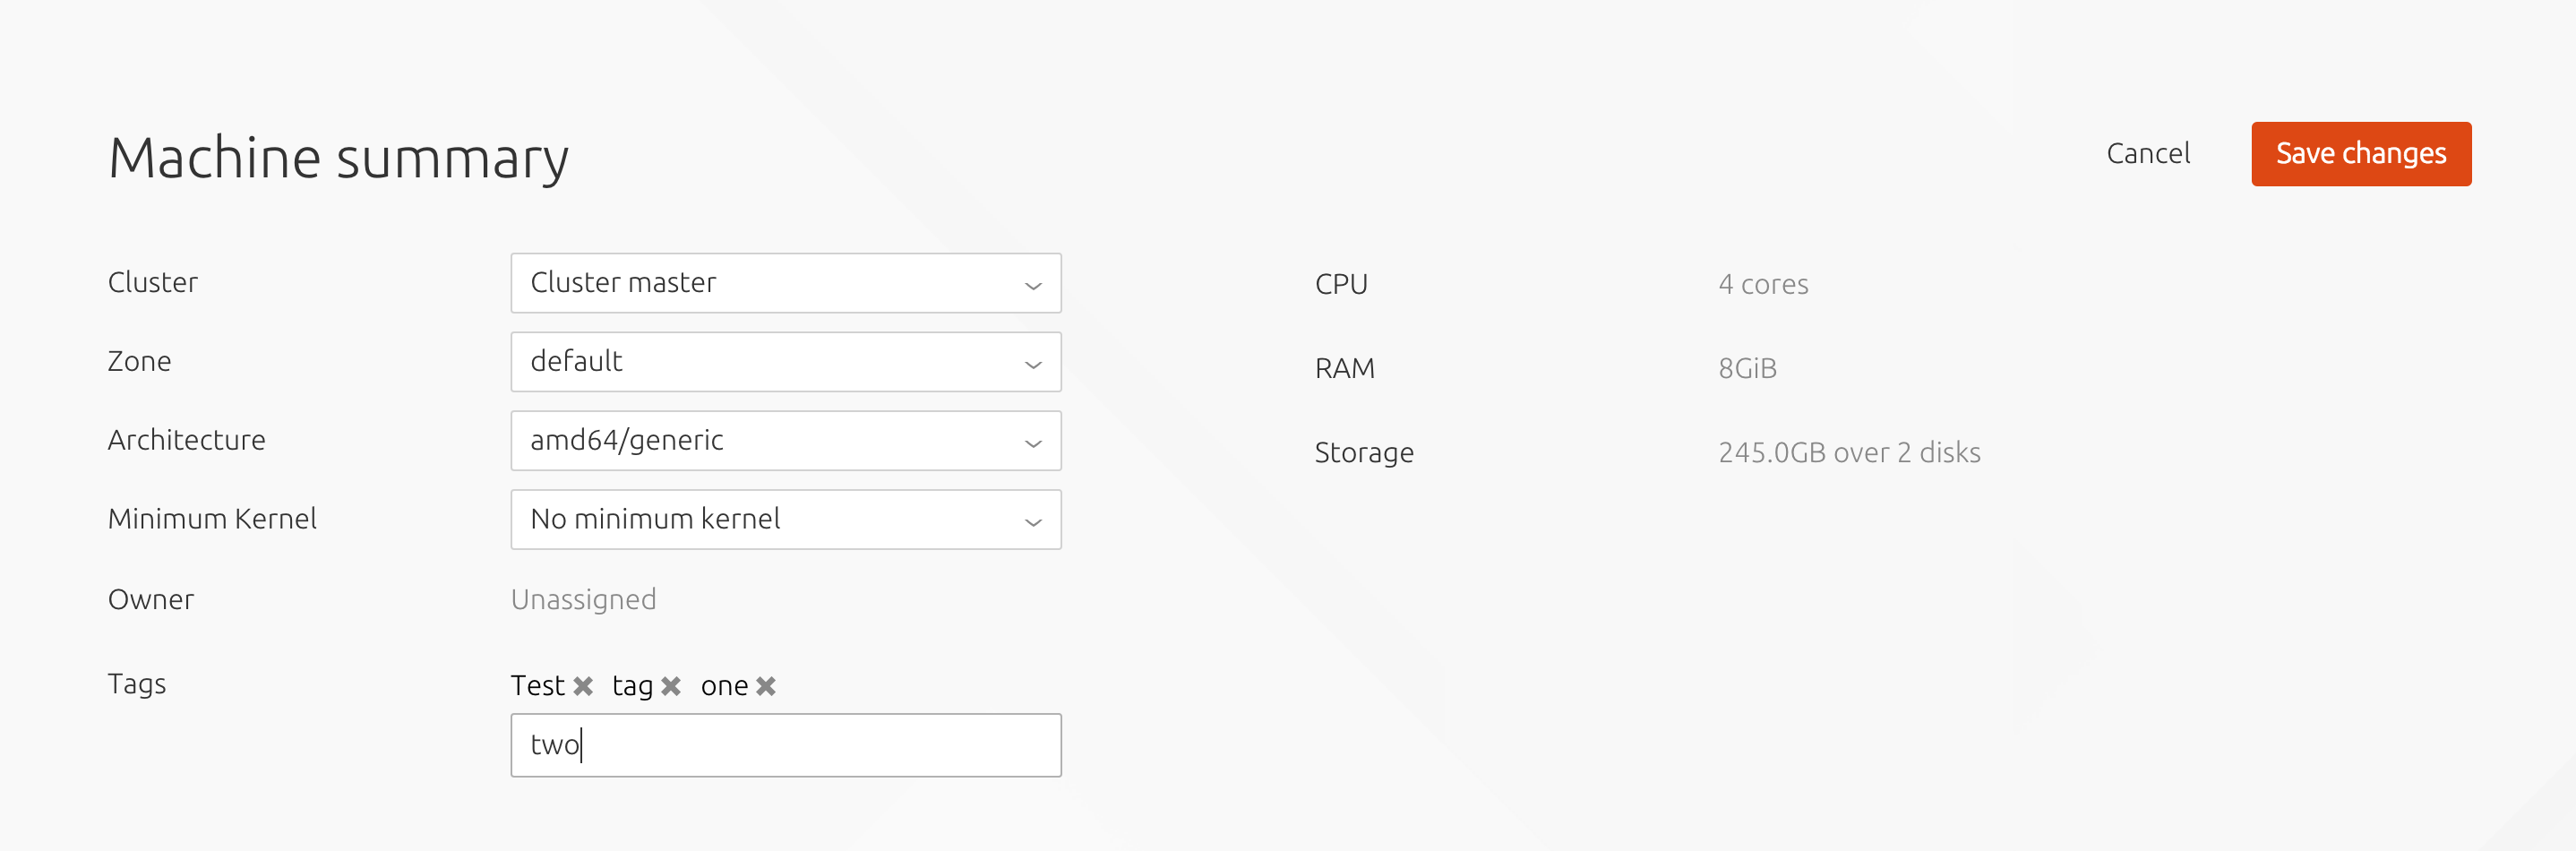 Machine summary
Cancel
Save changes
Cluster
Cluster master
Zone
default
Architecture
amd64/generic
Minimum Kernel
No minimum kernel
Owner
Unassigned
Tags
Test ✖ tag ✖ one ✖
two
CPU
4 cores
RAM
8GiB
Storage
245.0GB over 2 disks